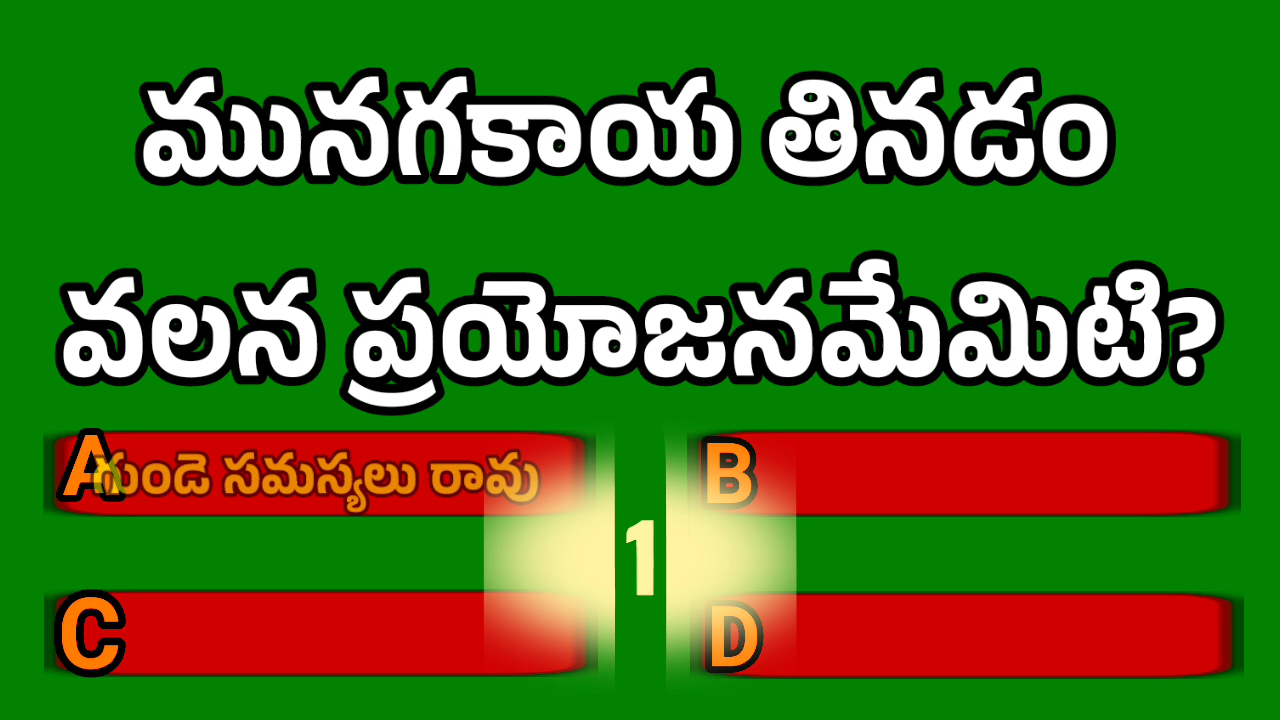 మునగకాయ తినడం
వలన ప్రయోజనమేమిటి?
A గుండె సమస్యలు రావు
B
1
C
D